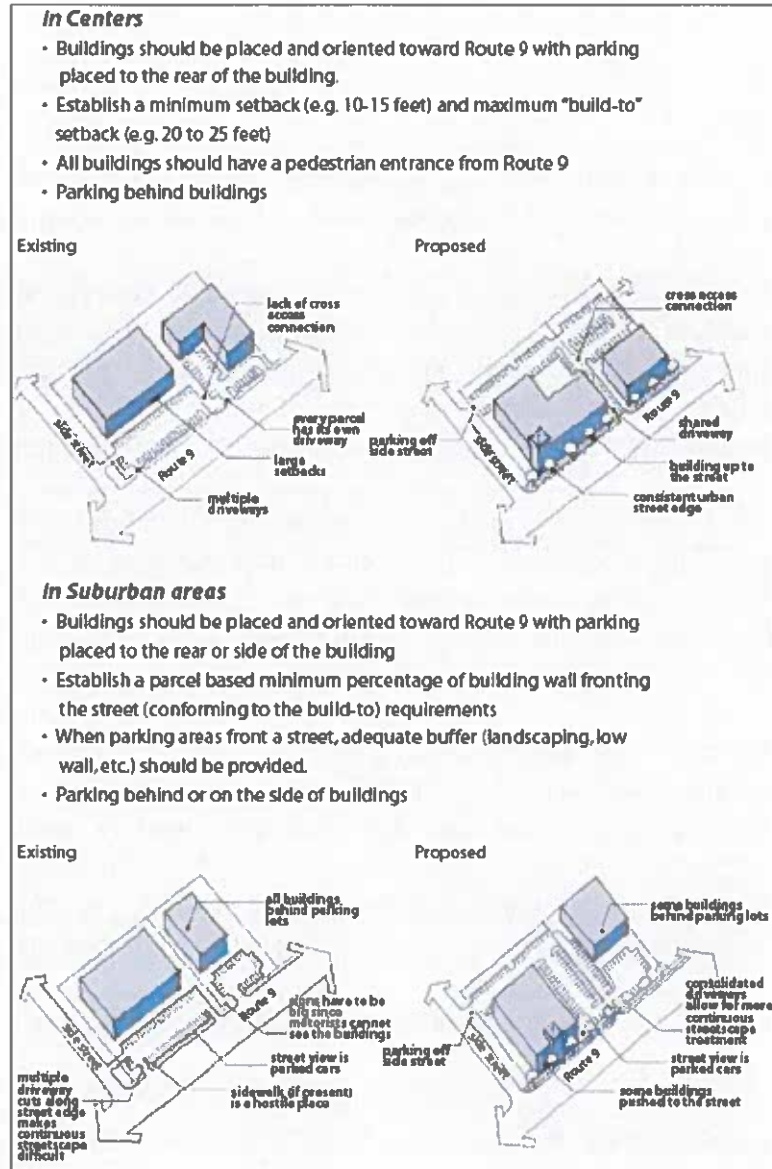 in Centers
• Buildings should be placed and oriented toward Route 9 with parking
placed to the rear of the building.
• Establish a minimum setback (e.g. 10-15 feet) and maximum "build-to"
setback (e.g. 20 to 25 feet)
• All buildings should have a pedestrian entrance from Route 9
• Parking behind buildings
Existing
Proposed
lack of cross
access
connection
every parcel
has its own
driveway
large
setbacks
multiple
driveways
side street
Route 9
cross access
connection
parking off
side street
side street
Route 9
shared
driveway
building up to
the street
consistent urban
street edge
in Suburban areas
• Buildings should be placed and oriented toward Route 9 with parking
placed to the rear or side of the building
• Establish a parcel based minimum percentage of building wall fronting
the street (conforming to the build-to) requirements
• When parking areas front a street, adequate buffer (landscaping, low
wall, etc.) should be provided.
• Parking behind or on the side of buildings
Existing
Proposed
all buildings
behind parking
lots
side street
Route 9
signs have to be
big since
motorists cannot
see the buildings
street view is
parked cars
sidewalk (if present)
is a hostile place
multiple
driveway
cuts along
street edge
makes
continuous
streetscape
difficult
some buildings
behind parking lots
consolidated
driveways
allow for more
continuous
streetscape
treatment
parking off
side street
side street
Route 9
street view is
parked cars
some buildings
pushed to the street